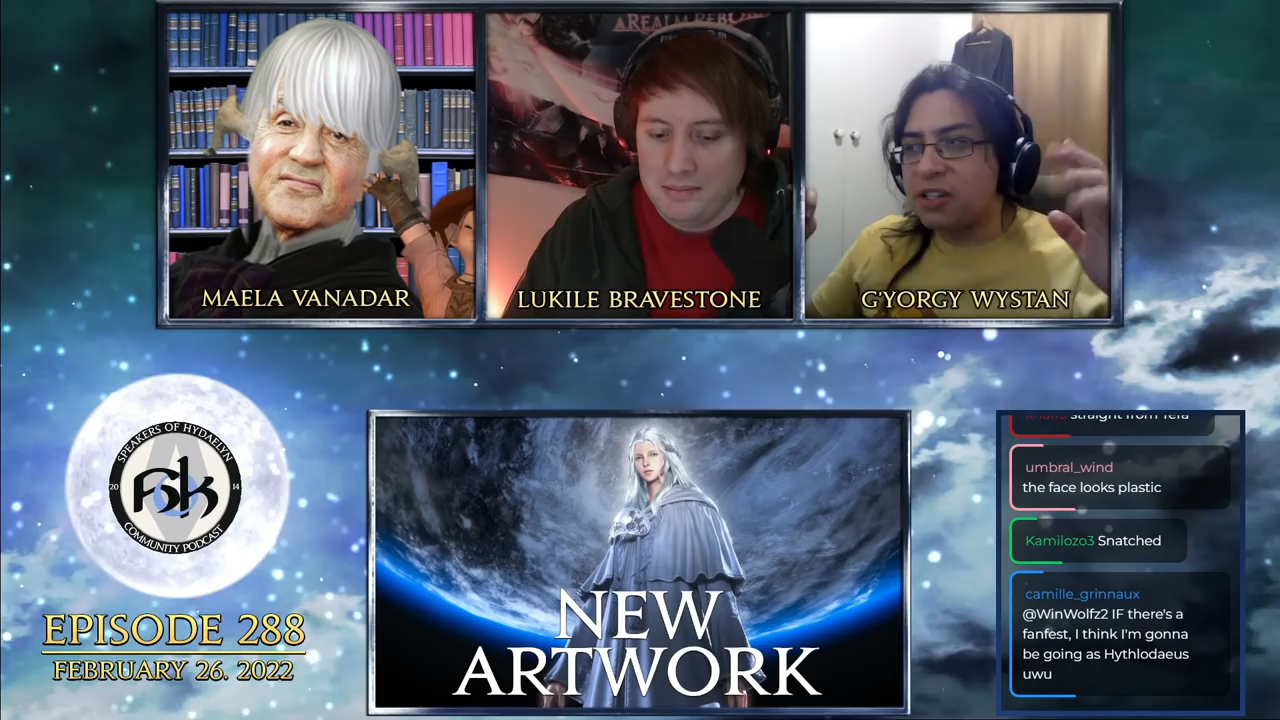 A REALM REBORN
MAELA VANADAR
LUKILE BRAVESTONE
G'YORGY WYSTAN
SPEAKERS OF HYDAELYN
20
14
COMMUNITY PODCAST
EPISODE 288
FEBRUARY 26. 2022
NEW
ARTWORK
straight from Tera
umbral_wind
the face looks plastic
Kamilozo3 Snatched
camille_grinnaux
@WinWolfz2 IF there's a
fanfest, I think I'm gonna
be going as Hythlodaeus
uwu